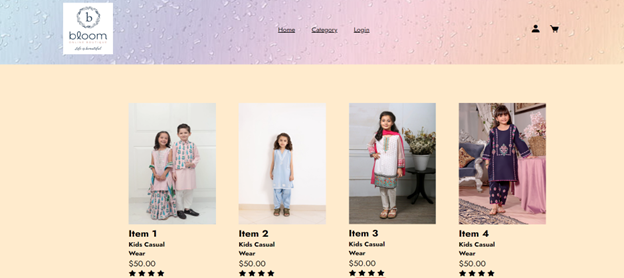 b
bloom
Life is beautiful
Home Category Login
Item 1
Kids Casual
Wear
$50.00
Item 2
Kids Casual
Wear
$50.00
Item 3
Kids Casual
Wear
$50.00
Item 4
Kids Casual
Wear
$50.00